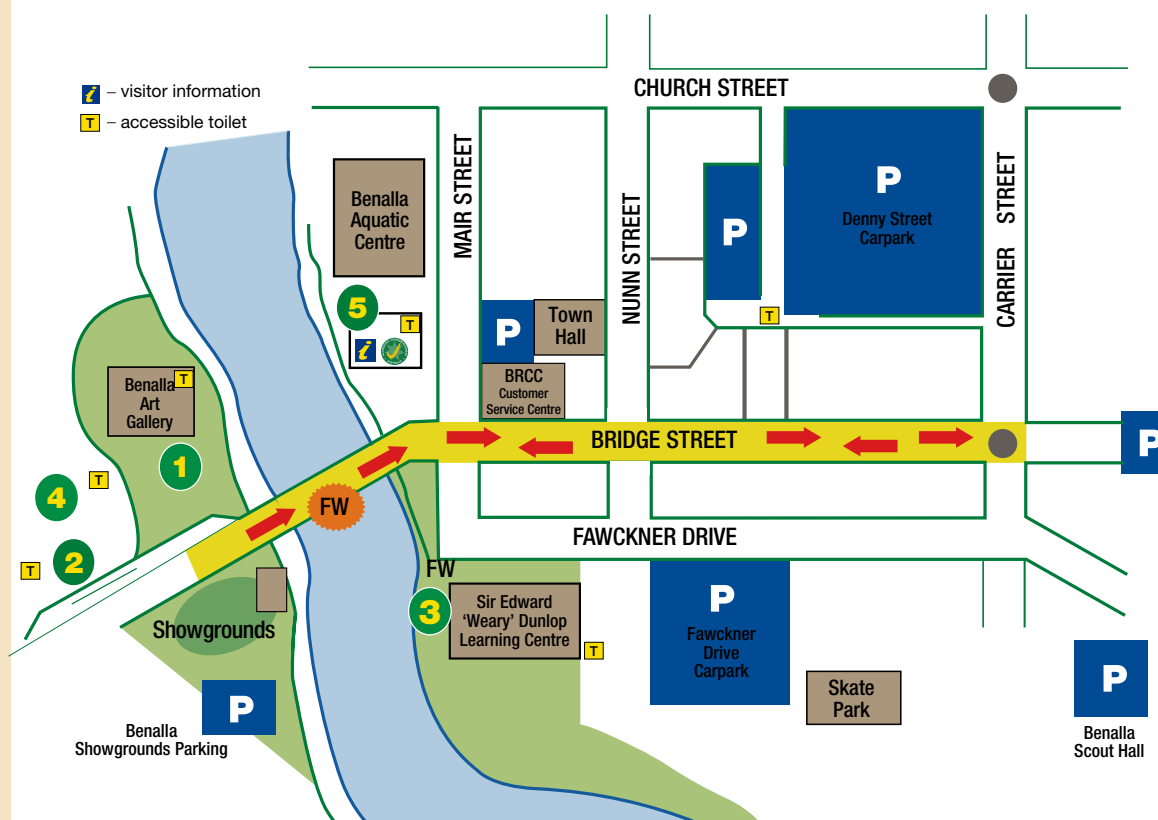 i – visitor information
T – accessible toilet
CHURCH STREET
MAIR STREET
NUNN STREET
CARRIER STREET
Benalla
Aquatic
Centre
P
Denny Street
Carpark
P
5
T
i
T
P
Town
Hall
BRCC
Customer
Service Centre
Benalla
Art
Gallery
T
1
BRIDGE STREET
P
4
T
FW
2
T
FAWCKNER DRIVE
FW
3
Sir Edward
‘Weary’ Dunlop
Learning Centre
T
P
Fawckner
Drive
Carpark
Showgrounds
P
Benalla
Showgrounds Parking
Skate
Park
P
Benalla
Scout Hall